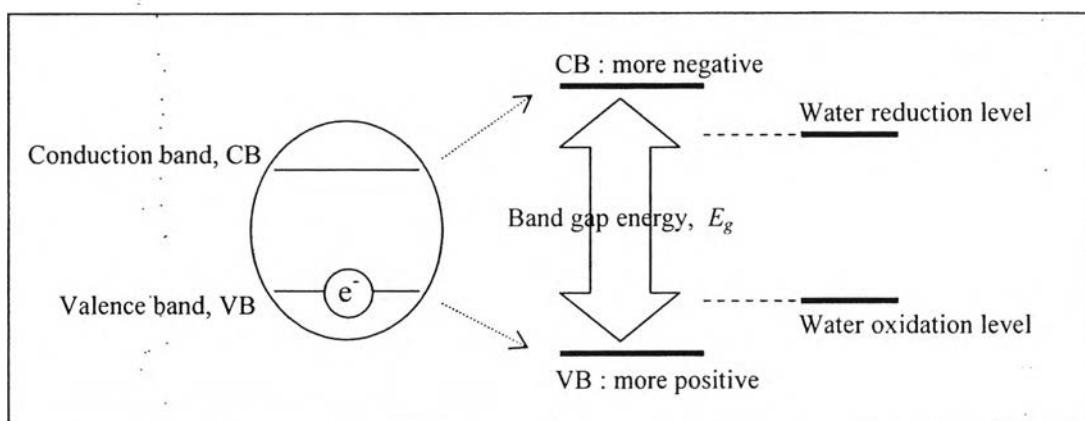 CB : more negative
Water reduction level
Conduction band, CB
Band gap energy, E_g
e^-
Valence band, VB
Water oxidation level
VB : more positive